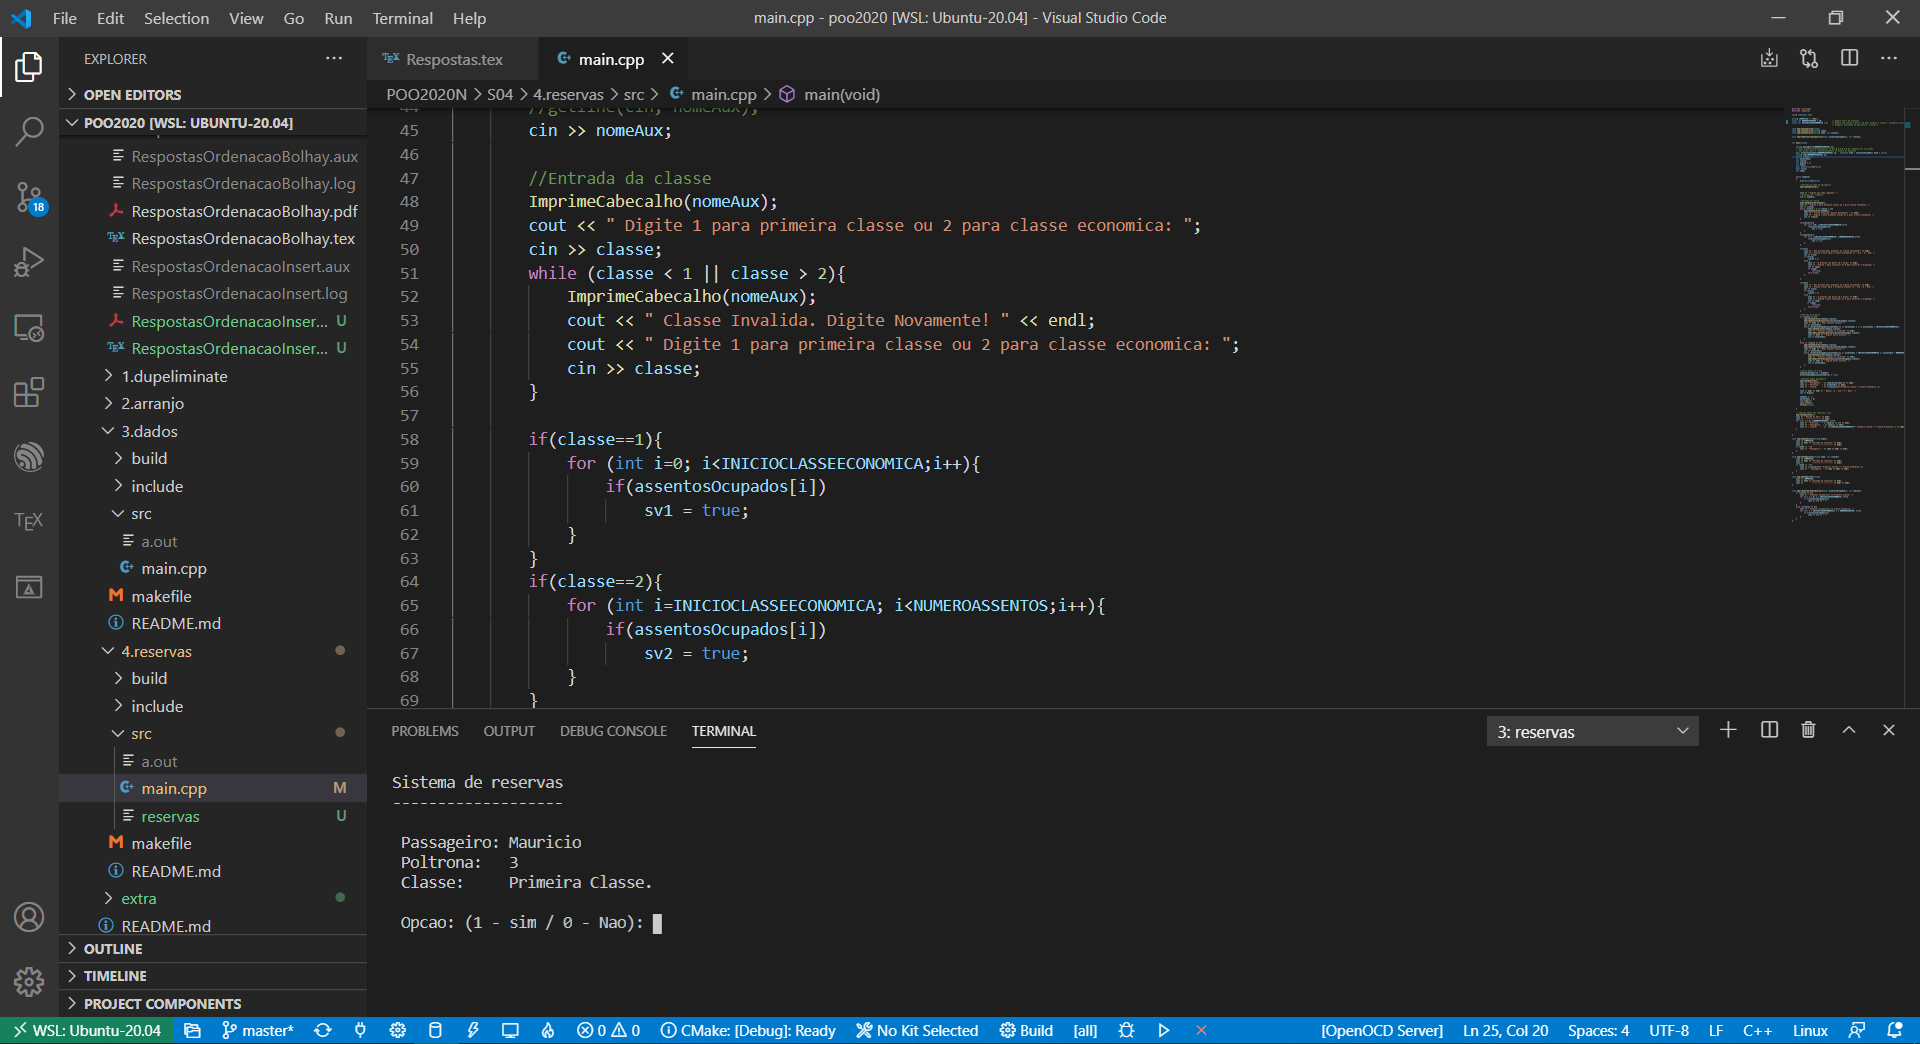 File Edit Selection View Go Run Terminal Help
main.cpp - poo2020 [WSL: Ubuntu-20.04] - Visual Studio Code
EXPLORER
OPEN EDITORS
POO2020 [WSL: UBUNTU-20.04]
RespostasOrdenacaoBolhay.aux
RespostasOrdenacaoBolhay.log
RespostasOrdenacaoBolhay.pdf
RespostasOrdenacaoBolhay.tex
RespostasOrdenacaoInsert.aux
RespostasOrdenacaoInsert.log
RespostasOrdenacaoInser... U
RespostasOrdenacaoInser... U
1.dupeliminate
2.arranjo
3.dados
build
include
src
a.out
main.cpp
makefile
README.md
4.reservas
build
include
src
a.out
main.cpp M
reservas U
makefile
README.md
extra
README.md
OUTLINE
TIMELINE
PROJECT COMPONENTS
18
TEX
Respostas.tex
main.cpp
POO2020N > S04 > 4.reservas > src > main.cpp > main(void)
44 //getline(cin, nomeAux);
45 cin >> nomeAux;
46
47 //Entrada da classe
48 ImprimeCabecalho(nomeAux);
49 cout << " Digite 1 para primeira classe ou 2 para classe economica: ";
50 cin >> classe;
51 while (classe < 1 || classe > 2){
52 ImprimeCabecalho(nomeAux);
53 cout << " Classe Invalida. Digite Novamente! " << endl;
54 cout << " Digite 1 para primeira classe ou 2 para classe economica: ";
55 cin >> classe;
56 }
57
58 if(classe==1){
59 for (int i=0; i<INICIOCLASSEECONOMICA;i++){
60 if(assentosOcupados[i])
61 sv1 = true;
62 }
63 }
64 if(classe==2){
65 for (int i=INICIOCLASSEECONOMICA; i<NUMEROASSENTOS;i++){
66 if(assentosOcupados[i])
67 sv2 = true;
68 }
69 }
PROBLEMS OUTPUT DEBUG CONSOLE TERMINAL
3: reservas
Sistema de reservas
-------------------
Passageiro: Mauricio
Poltrona: 3
Classe: Primeira Classe.
Opcao: (1 - sim / 0 - Nao):
WSL: Ubuntu-20.04 master* 0 0 CMake: [Debug]: Ready No Kit Selected Build [all] [OpenOCD Server] Ln 25, Col 20 Spaces: 4 UTF-8 LF C++ Linux